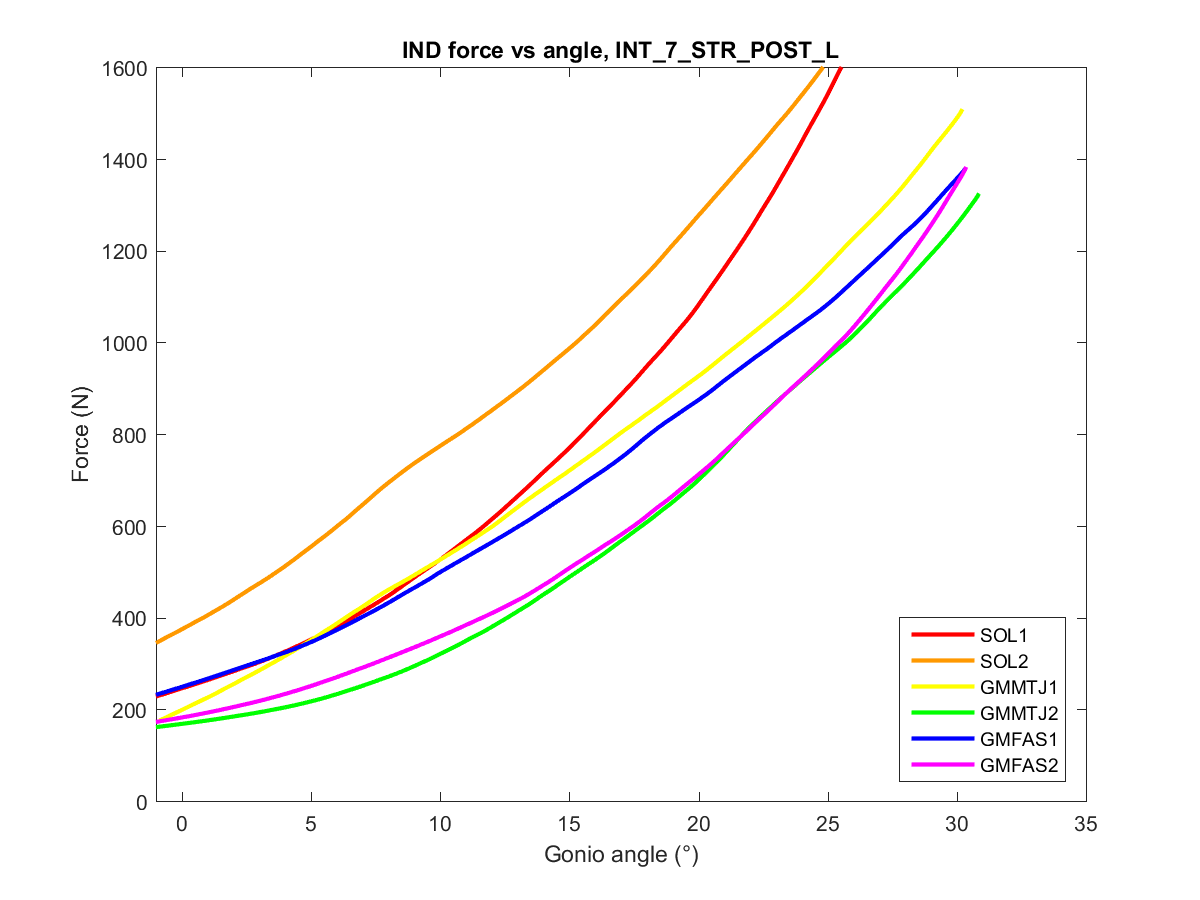 IND force vs angle, INT_7_STR_POST_L
1600
1400
1200
1000
800
600
400
200
0
Force (N)
0 5 10 15 20 25 30 35
Gonio angle (°)
SOL1
SOL2
GMMTJ1
GMMTJ2
GMFAS1
GMFAS2